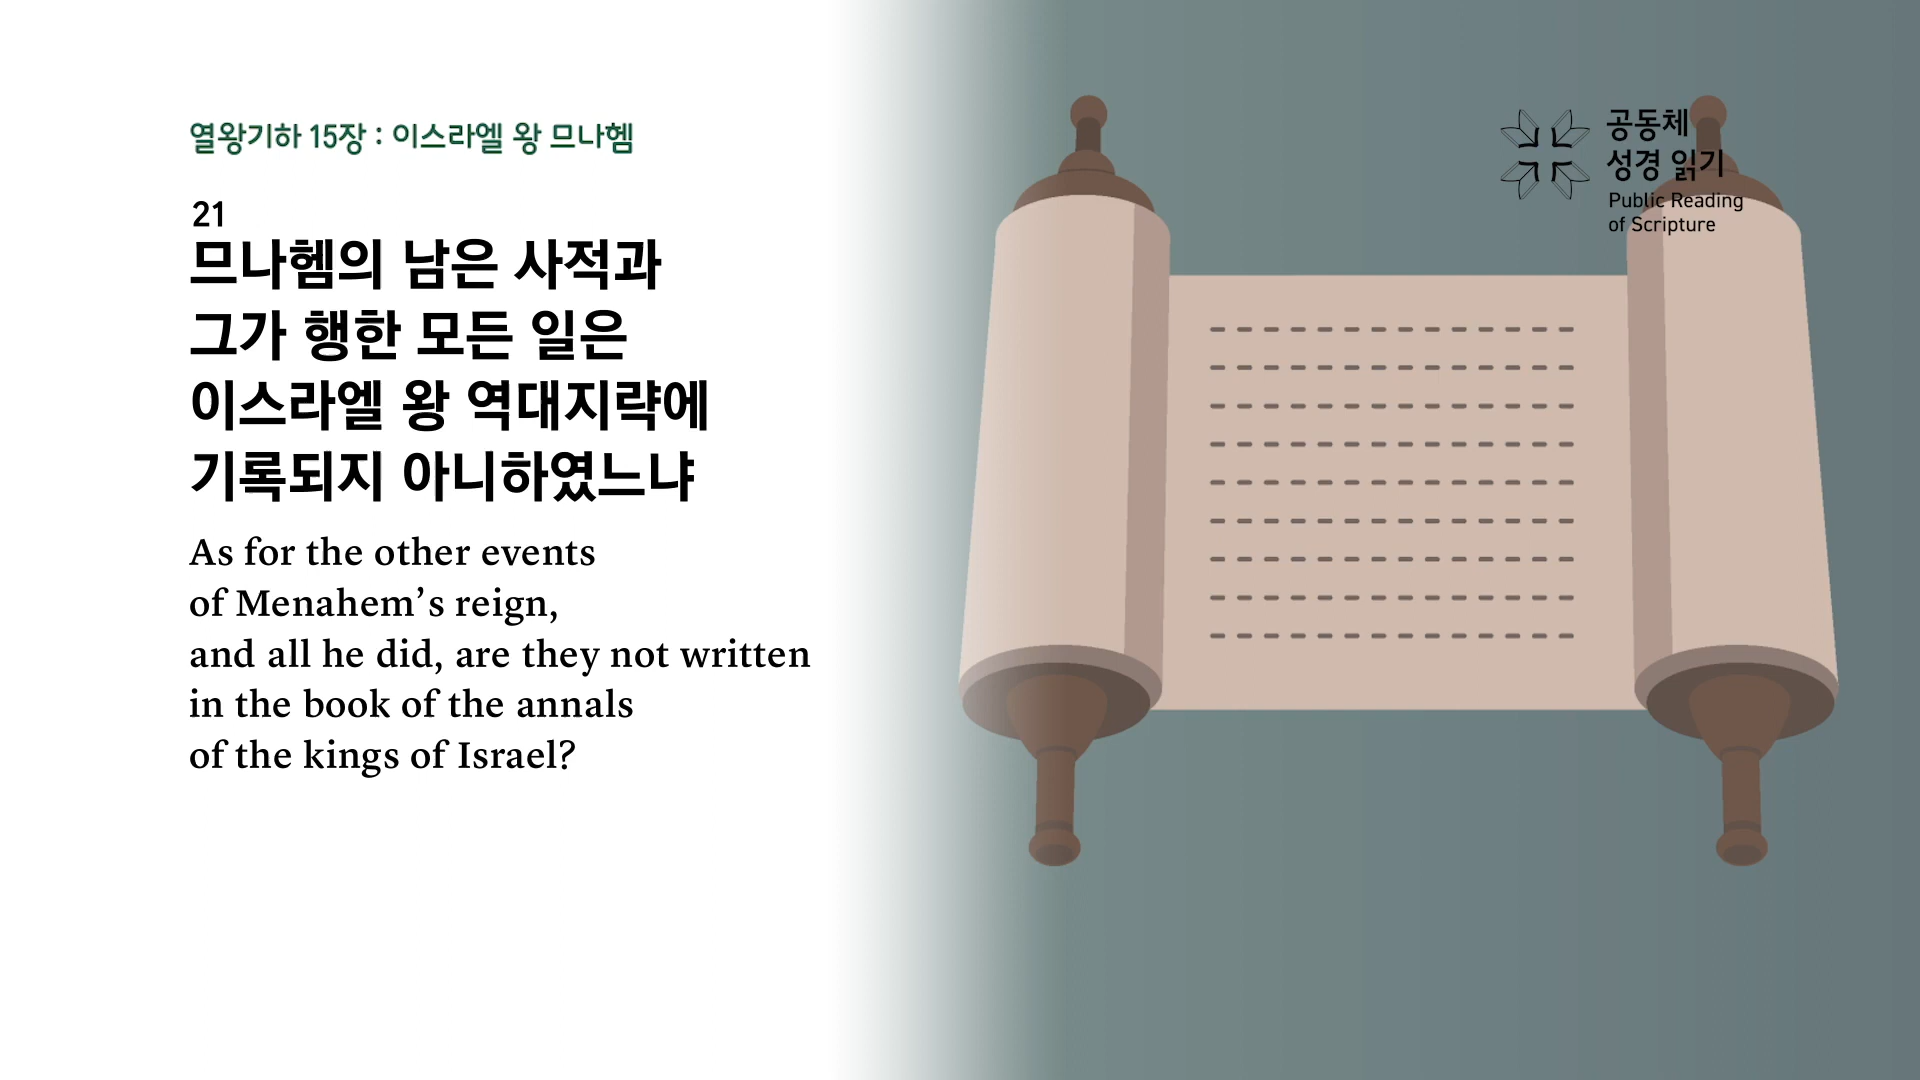 열왕기하 15장 : 이스라엘 왕 므나헴
21
므나헴의 남은 사적과
그가 행한 모든 일은
이스라엘 왕 역대지략에
기록되지 아니하였느냐
As for the other events
of Menahem’s reign,
and all he did, are they not written
in the book of the annals
of the kings of Israel?
공동체
성경 읽기
Public Reading
of Scripture